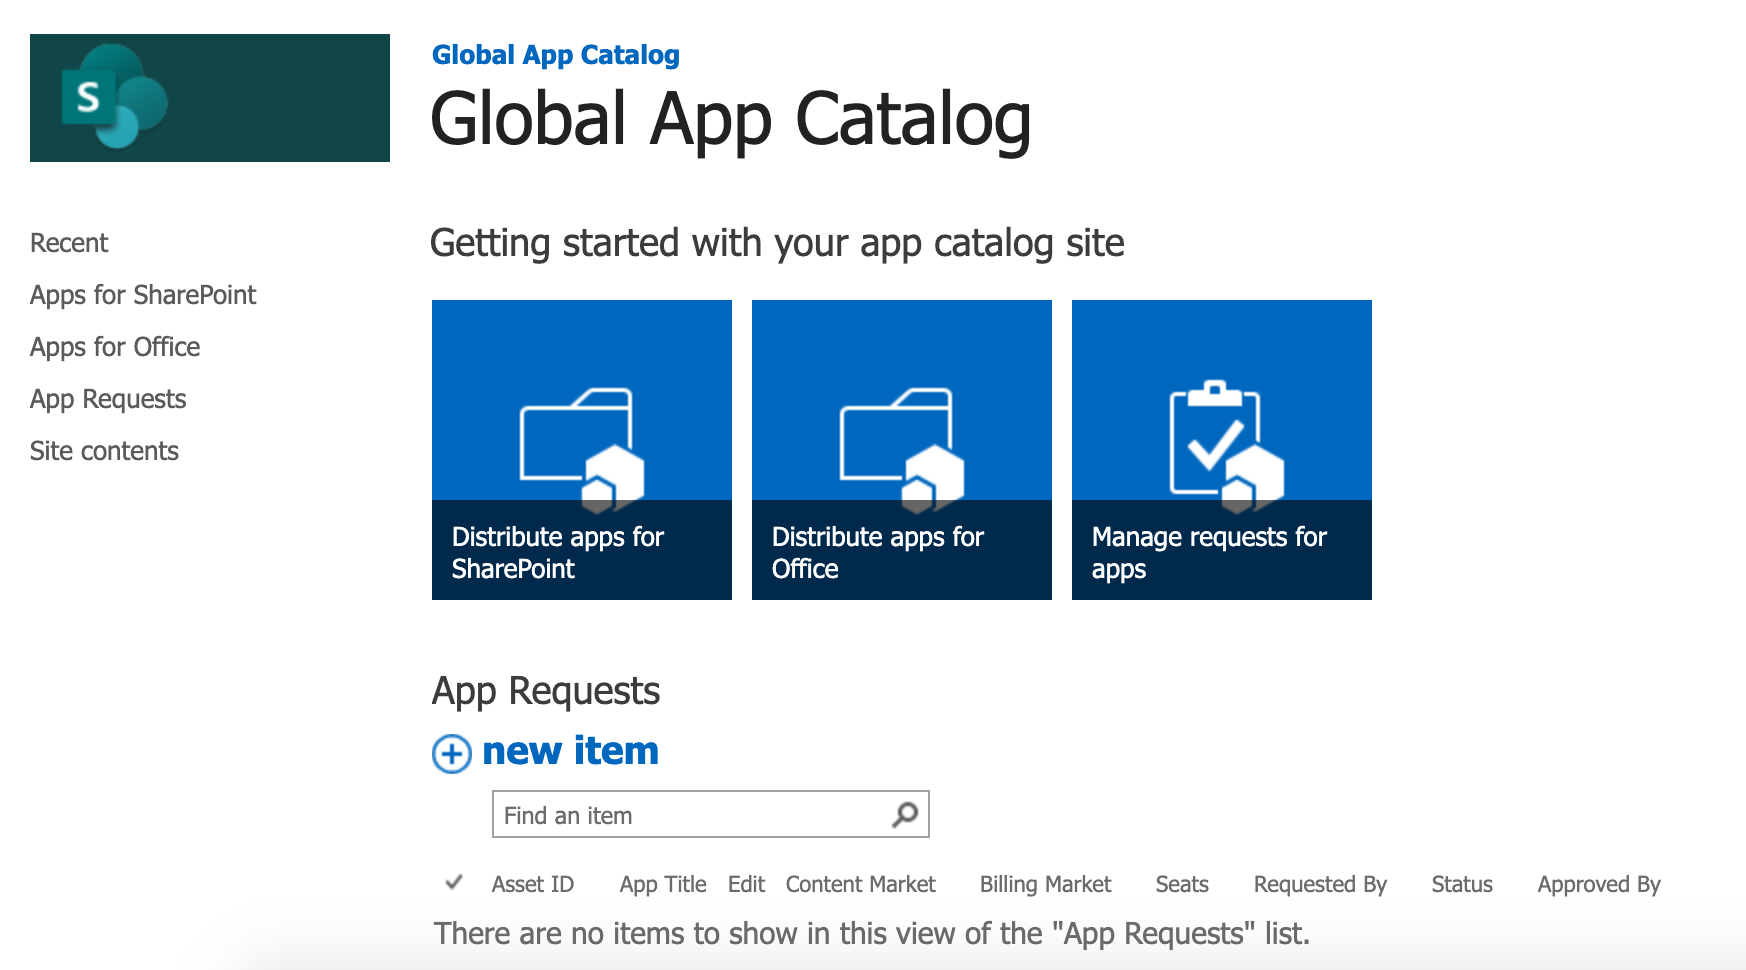 S
Global App Catalog
Global App Catalog
Recent
Apps for SharePoint
Apps for Office
App Requests
Site contents
Getting started with your app catalog site
Distribute apps for
SharePoint
Distribute apps for
Office
Manage requests for
apps
App Requests
new item
Find an item
Asset ID App Title Edit Content Market Billing Market Seats Requested By Status Approved By
There are no items to show in this view of the "App Requests" list.